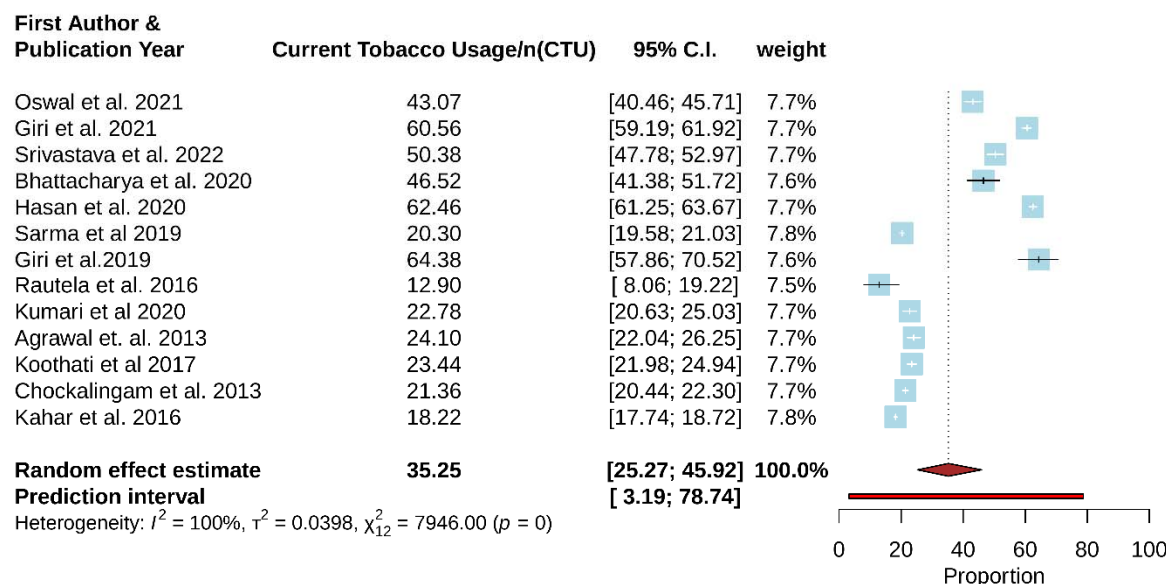 First Author &
Publication Year Current Tobacco Usage/n(CTU) 95% C.I. weight
Oswal et al. 2021 43.07 [40.46; 45.71] 7.7%
Giri et al. 2021 60.56 [59.19; 61.92] 7.7%
Srivastava et al. 2022 50.38 [47.78; 52.97] 7.7%
Bhattacharya et al. 2020 46.52 [41.38; 51.72] 7.6%
Hasan et al. 2020 62.46 [61.25; 63.67] 7.7%
Sarma et al 2019 20.30 [19.58; 21.03] 7.8%
Giri et al.2019 64.38 [57.86; 70.52] 7.6%
Rautela et al. 2016 12.90 [ 8.06; 19.22] 7.5%
Kumari et al 2020 22.78 [20.63; 25.03] 7.7%
Agrawal et. al. 2013 24.10 [22.04; 26.25] 7.7%
Koothati et al 2017 23.44 [21.98; 24.94] 7.7%
Chockalingam et al. 2013 21.36 [20.44; 22.30] 7.7%
Kahar et al. 2016 18.22 [17.74; 18.72] 7.8%
Random effect estimate 35.25 [25.27; 45.92] 100.0%
Prediction interval [ 3.19; 78.74]
Heterogeneity: I² = 100%, τ² = 0.0398, χ²₁₂ = 7946.00 (p = 0)
0 20 40 60 80 100
Proportion